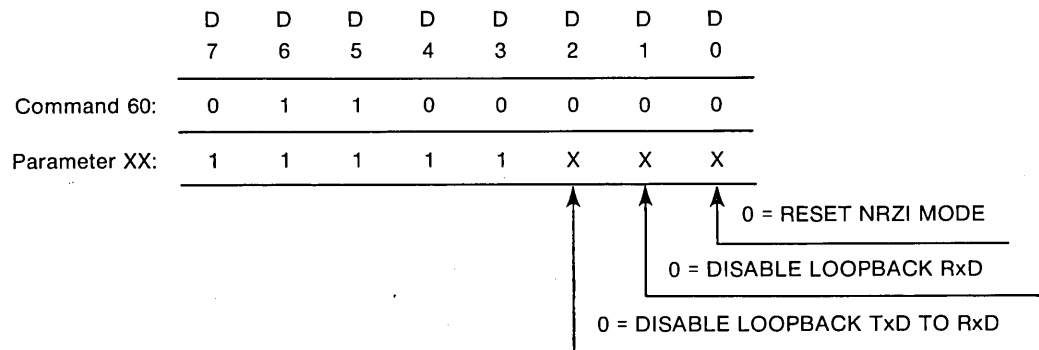 D D D D D D D D
7 6 5 4 3 2 1 0
Command 60: 0 1 1 0 0 0 0 0
Parameter XX: 1 1 1 1 1 X X X
0 = RESET NRZI MODE
0 = DISABLE LOOPBACK RxD
0 = DISABLE LOOPBACK TxD TO RxD